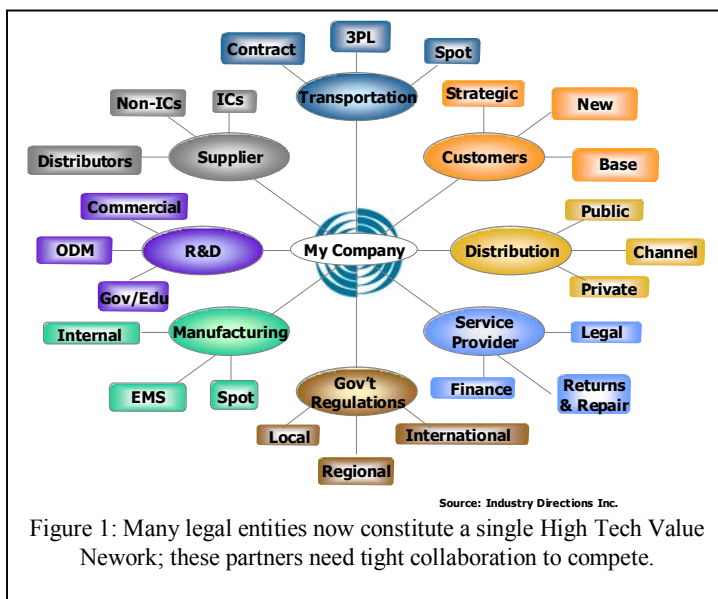 3PL
Contract
Spot
Transportation
Non-ICs
ICs
Strategic
New
Distributors
Supplier
Customers
Base
Commercial
Public
ODM
R&D
My Company
Distribution
Channel
Gov/Edu
Private
Internal
Manufacturing
Service
Provider
Legal
EMS
Spot
Gov't
Regulations
Finance
Returns
& Repair
Local
International
Regional
Source: Industry Directions Inc.
Figure 1: Many legal entities now constitute a single High Tech Value
Nework; these partners need tight collaboration to compete.